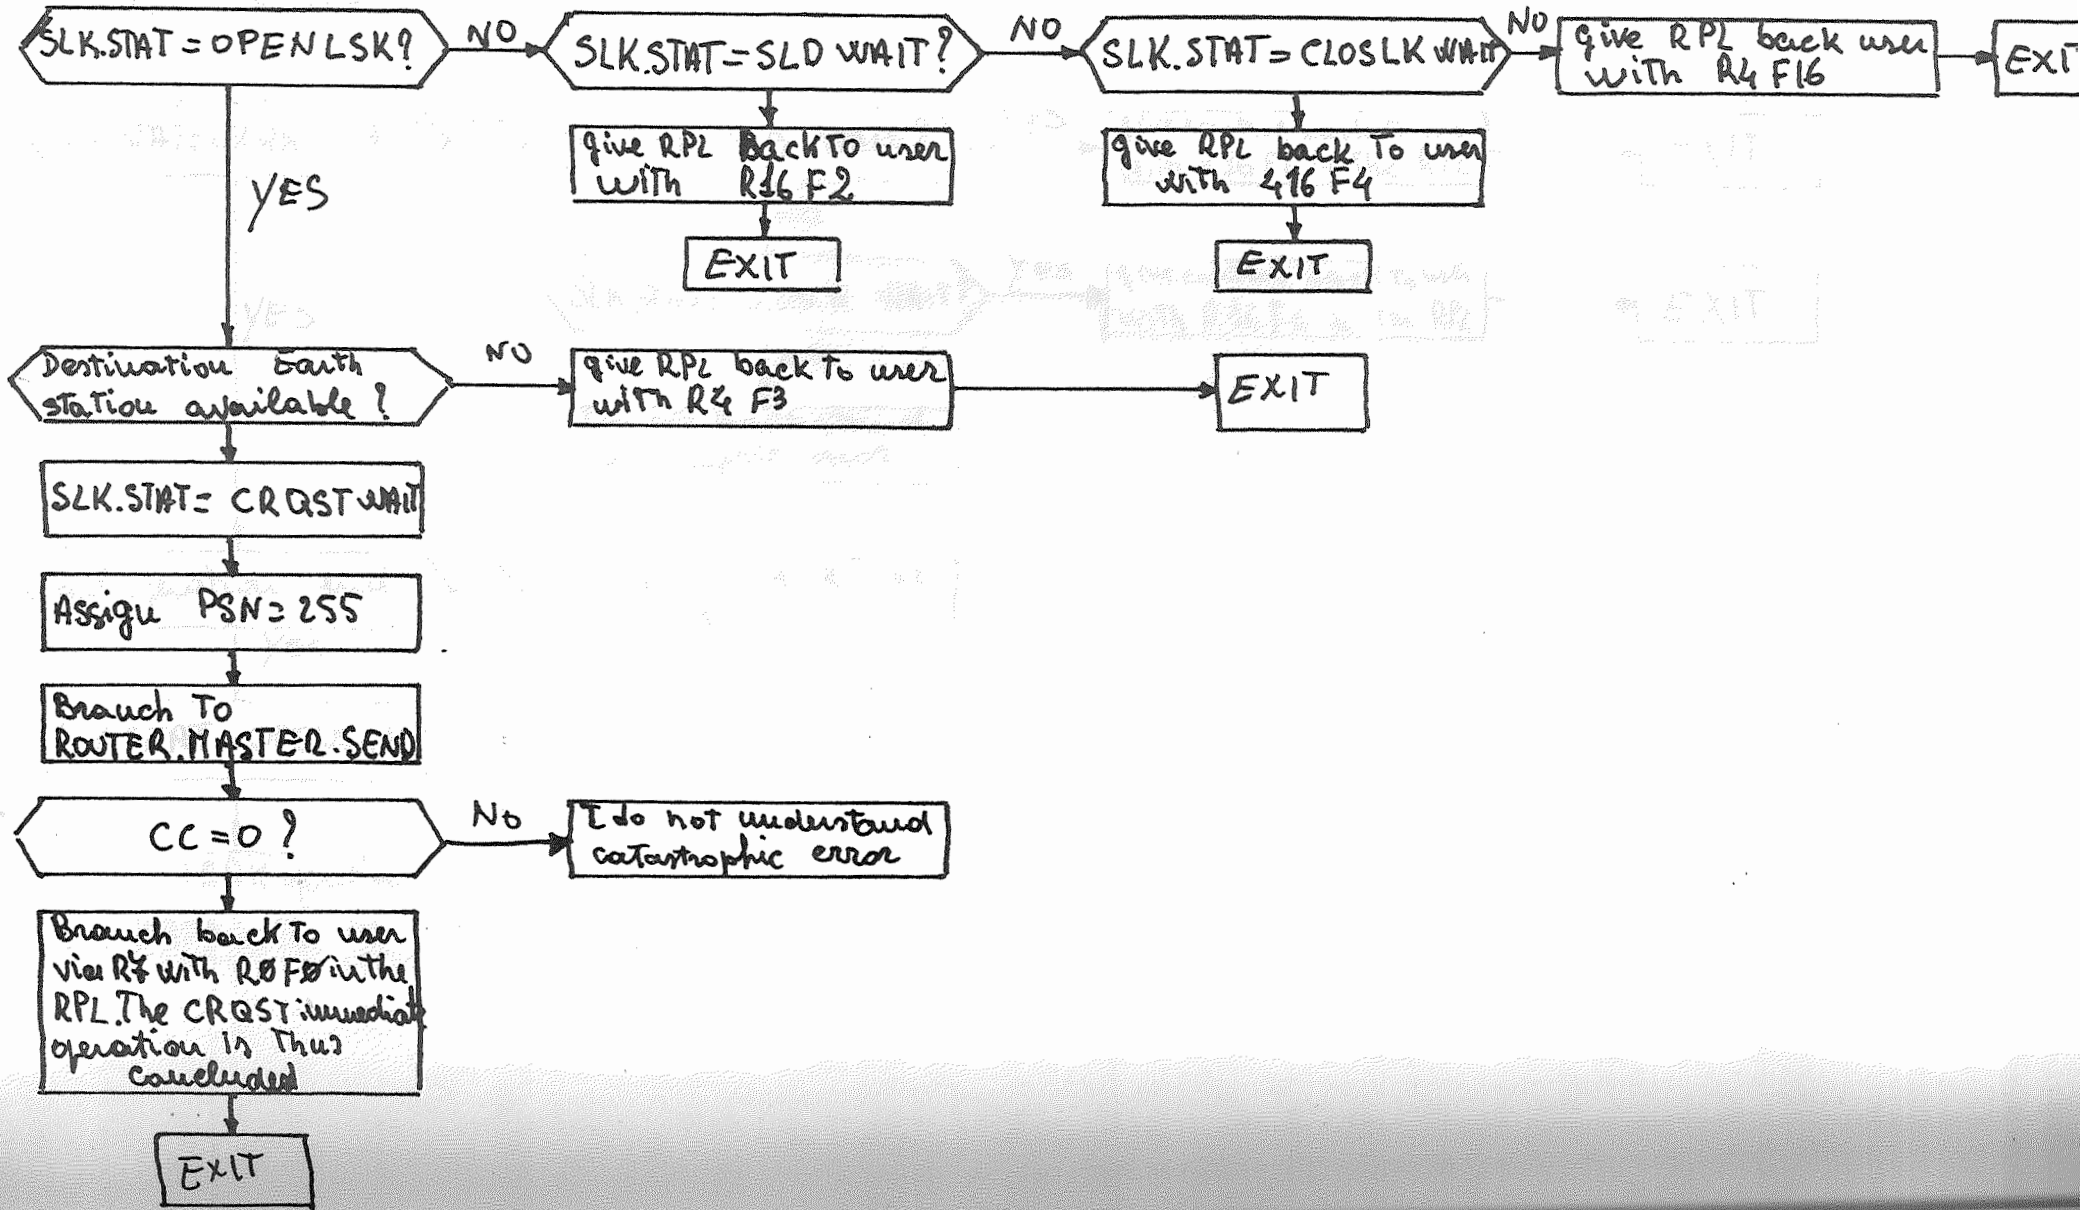 SLK.STAT=OPENLSK?
NO
SLK.STAT=SLD WAIT?
NO
SLK.STAT=CLOSLK WAIT
NO
give RPL back user
with R4 F16
EXIT
give RPL Back To user
with R16 F2
EXIT
give RPL back To user
with 416 F4
EXIT
YES
Destination Earth
station available?
NO
give RPL back To user
with R4 F3
EXIT
SLK.STAT= CRQST WAIT
Assign PSN=255
Branch To
ROUTER.MASTER.SEND
CC=0?
No
I do not understand
catastrophic error
Branch back To user
via R7 with RØFØ in the
RPL. The CRQST immediate
operation is Thus
concluded
EXIT